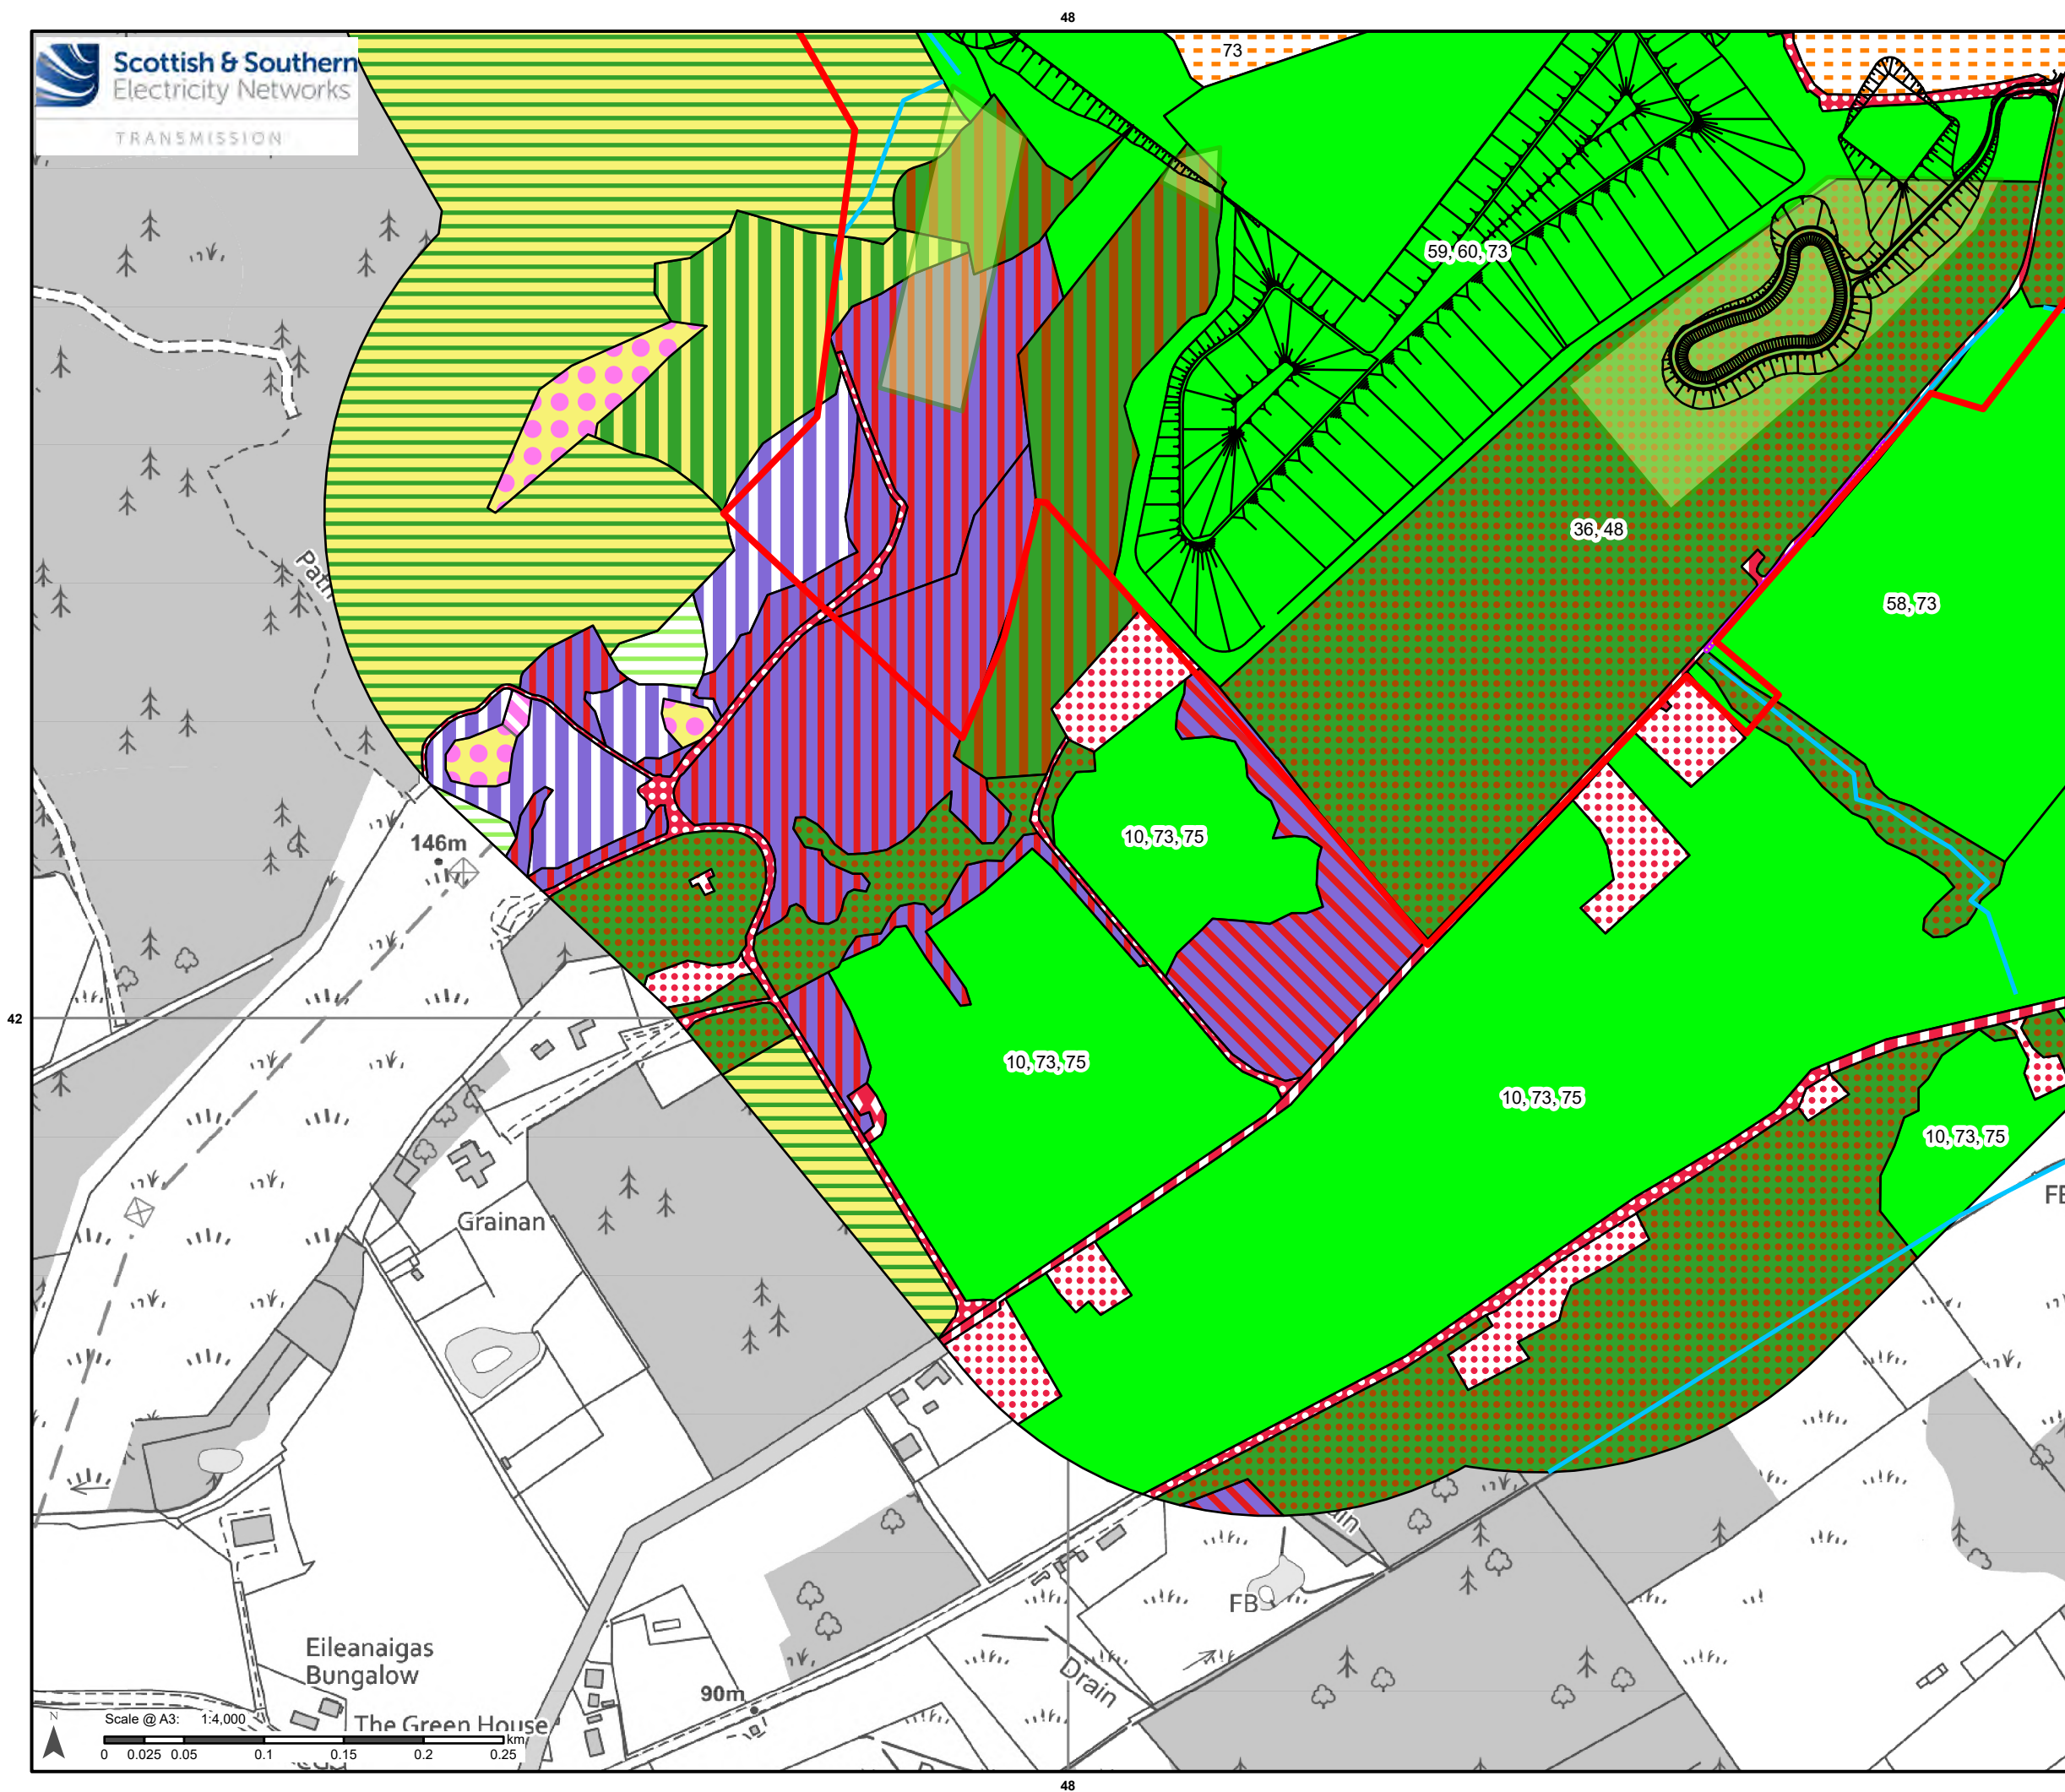 48
Scottish & Southern
Electricity Networks
TRANSMISSION
73
59, 60, 73
36, 48
58, 73
Path
10, 73, 75
146m
42
10, 73, 75
10, 73, 75
10, 73, 75
Grainan
FB
Eileanaigas
Bungalow
Drain
90m
N
Scale @ A3: 1:4,000
The Green House
km
0 0.025 0.05 0.1 0.15 0.2 0.25
48